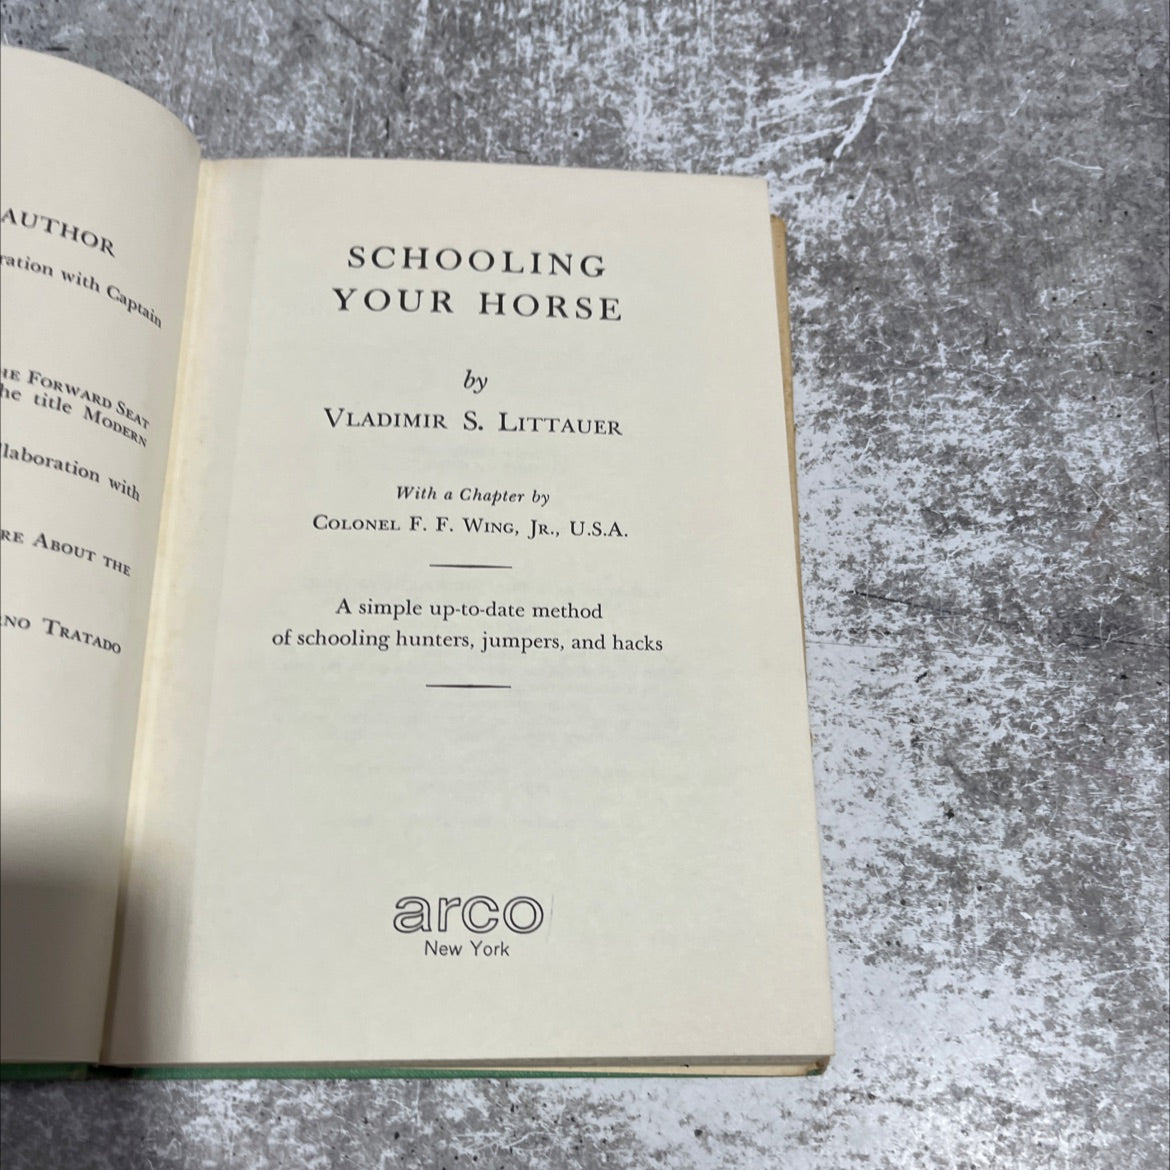 AUTHOR
ration with Captain
HE FORWARD SEAT
he title MODERN
laboration with
RE ABOUT THE
NO TRATADO
SCHOOLING
YOUR HORSE
by
VLADIMIR S. LITTAUER
With a Chapter by
COLONEL F. F. WING, JR., U.S.A.
A simple up-to-date method
of schooling hunters, jumpers, and hacks
arco
New York